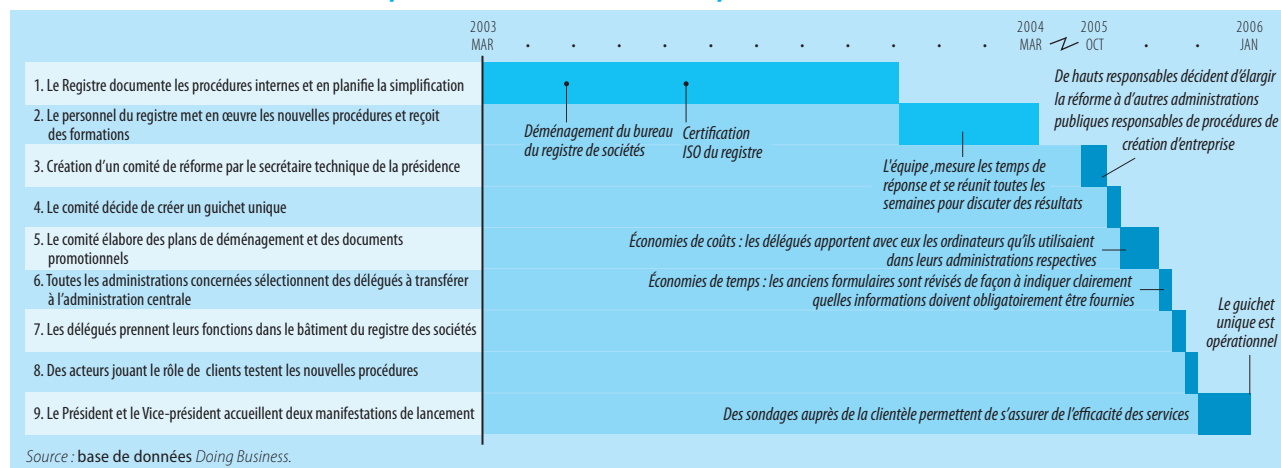 2003
MAR
2004
MAR
2005
OCT
2006
JAN
1. Le Registre documente les procédures internes et en planifie la simplification
2. Le personnel du registre met en œuvre les nouvelles procédures et reçoit
des formations
3. Création d'un comité de réforme par le secrétaire technique de la présidence
4. Le comité décide de créer un guichet unique
5. Le comité élabore des plans de déménagement et des documents
promotionnels
6. Toutes les administrations concernées sélectionnent des délégués à transférer
à l'administration centrale
7. Les délégués prennent leurs fonctions dans le bâtiment du registre des sociétés
8. Des acteurs jouant le rôle de clients testent les nouvelles procédures
9. Le Président et le Vice-président accueillent deux manifestations de lancement
Déménagement du bureau
du registre de sociétés
Certification
ISO du registre
L'équipe ,mesure les temps de
réponse et se réunit toutes les
semaines pour discuter des résultats
De hauts responsables décident d'élargir
la réforme à d'autres administrations
publiques responsables de procédures de
création d'entreprise
Économies de coûts : les délégués apportent avec eux les ordinateurs qu'ils utilisaient
dans leurs administrations respectives
Économies de temps : les anciens formulaires sont révisés de façon à indiquer clairement
quelles informations doivent obligatoirement être fournies
Le guichet
unique est
opérationnel
Des sondages auprès de la clientèle permettent de s'assurer de l'efficacité des services
Source : base de données Doing Business.